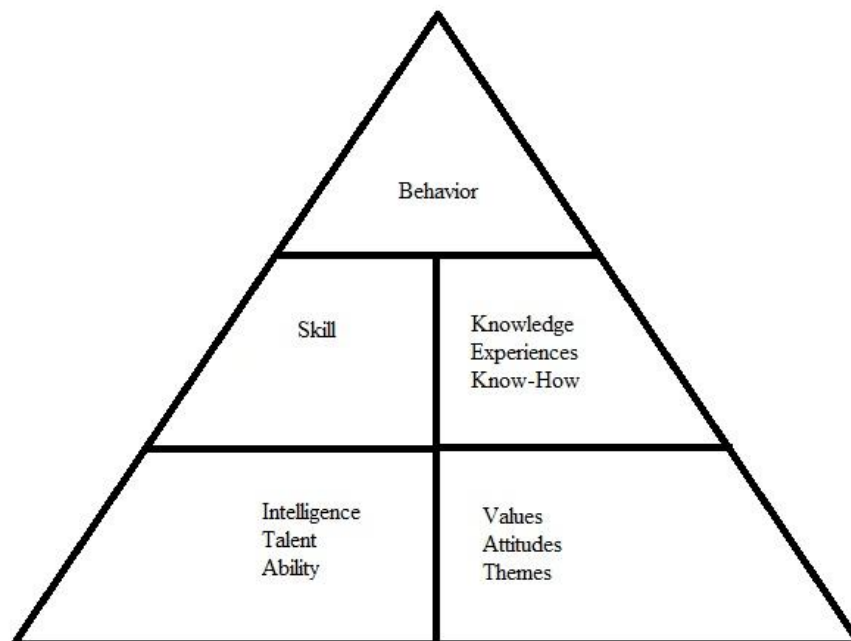 Behavior
Skill
Knowledge
Experiences
Know-How
Intelligence
Talent
Ability
Values
Attitudes
Themes